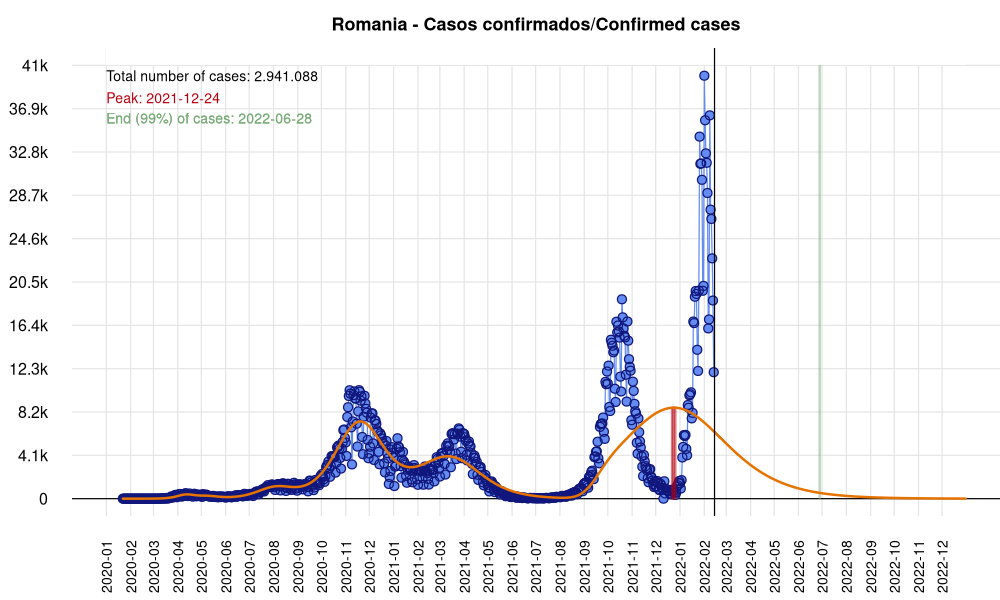 Romania - Casos confirmados/Confirmed cases
Total number of cases: 2.941.088
Peak: 2021-12-24
End (99%) of cases: 2022-06-28
41k
36.9k
32.8k
28.7k
24.6k
20.5k
16.4k
12.3k
8.2k
4.1k
0
2020-01
2020-02
2020-03
2020-04
2020-05
2020-06
2020-07
2020-08
2020-09
2020-10
2020-11
2020-12
2021-01
2021-02
2021-03
2021-04
2021-05
2021-06
2021-07
2021-08
2021-09
2021-10
2021-11
2021-12
2022-01
2022-02
2022-03
2022-04
2022-05
2022-06
2022-07
2022-08
2022-09
2022-10
2022-11
2022-12